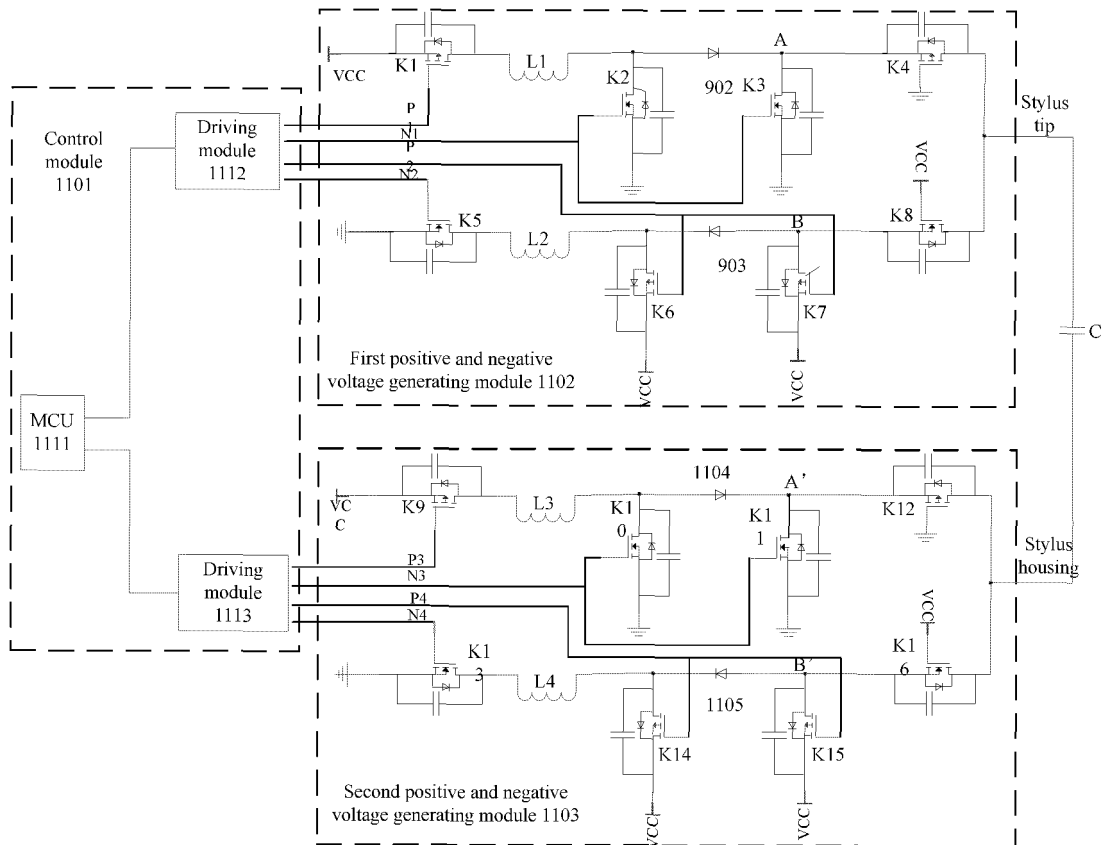 VCC
K1
L1
K2
902
A
K3
K4
Stylus
tip
Control
module
1101
Driving
module
1112
P
1
N1
P
2
N2
VCC
K5
L2
B
903
K8
K6
K7
VCC
VCC
First positive and negative
voltage generating module 1102
C
MCU
1111
VC
C
K9
L3
K1
0
1104
A'
K1
1
K12
Stylus
housing
Driving
module
1113
P3
N3
P4
N4
VCC
K1
3
L4
B'
1105
K1
6
K14
K15
VCC
VCC
Second positive and negative
voltage generating module 1103